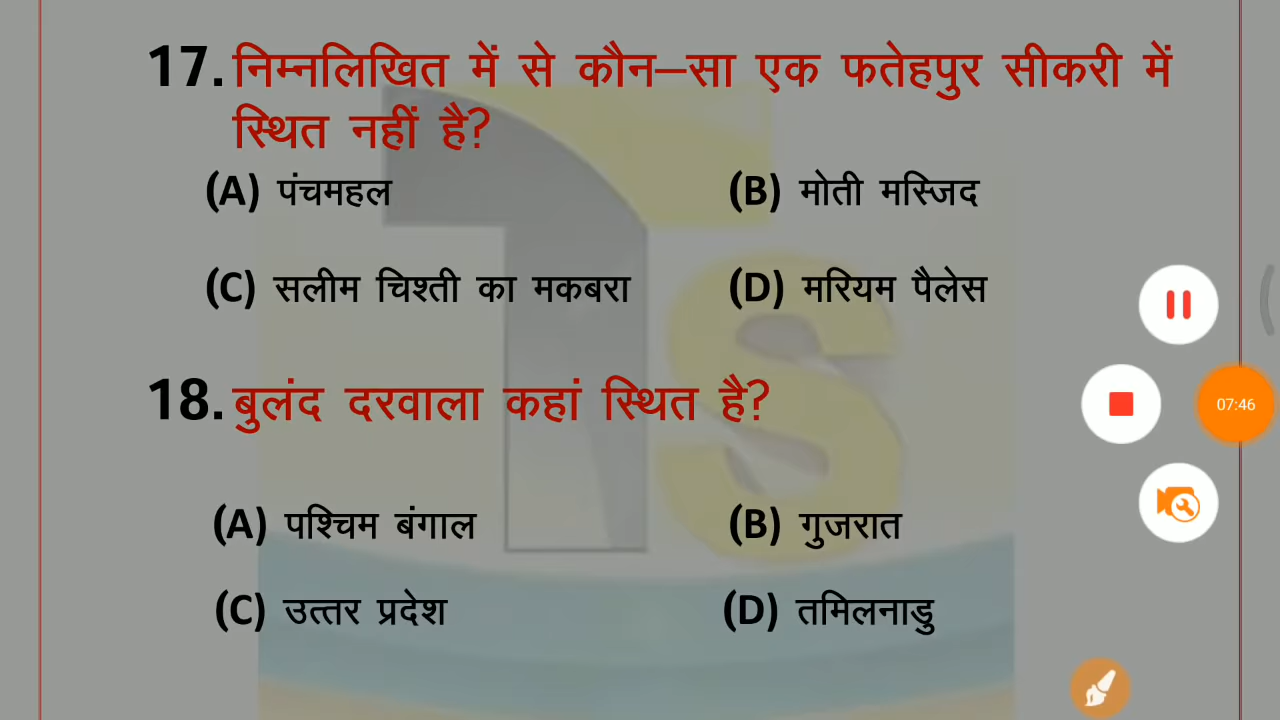 17. निम्नलिखित में से कौन–सा एक फतेहपुर सीकरी में
स्थित नहीं है?
(A) पंचमहल (B) मोती मस्जिद
(C) सलीम चिश्ती का मकबरा (D) मरियम पैलेस
18. बुलंद दरवाला कहां स्थित है?
(A) पश्चिम बंगाल (B) गुजरात
(C) उत्तर प्रदेश (D) तमिलनाडु
07:46